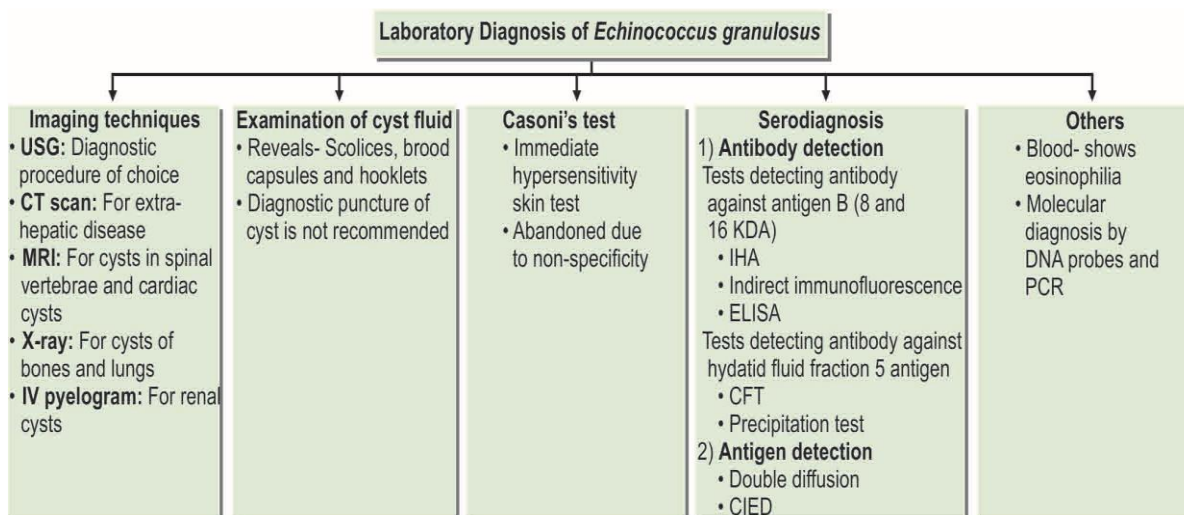 Laboratory Diagnosis of Echinococcus granulosus
Imaging techniques
• USG: Diagnostic
procedure of choice
• CT scan: For extra-
hepatic disease
• MRI: For cysts in spinal
vertebrae and cardiac
cysts
• X-ray: For cysts of
bones and lungs
• IV pyelogram: For renal
cysts
Examination of cyst fluid
• Reveals- Scolices, brood
capsules and hooklets
• Diagnostic puncture of
cyst is not recommended
Casoni's test
• Immediate
hypersensitivity
skin test
• Abandoned due
to non-specificity
Serodiagnosis
1) Antibody detection
Tests detecting antibody
against antigen B (8 and
16 KDA)
• IHA
• Indirect immunofluorescence
• ELISA
Tests detecting antibody against
hydatid fluid fraction 5 antigen
• CFT
• Precipitation test
2) Antigen detection
• Double diffusion
• CIED
Others
• Blood- shows
eosinophilia
• Molecular
diagnosis by
DNA probes and
PCR